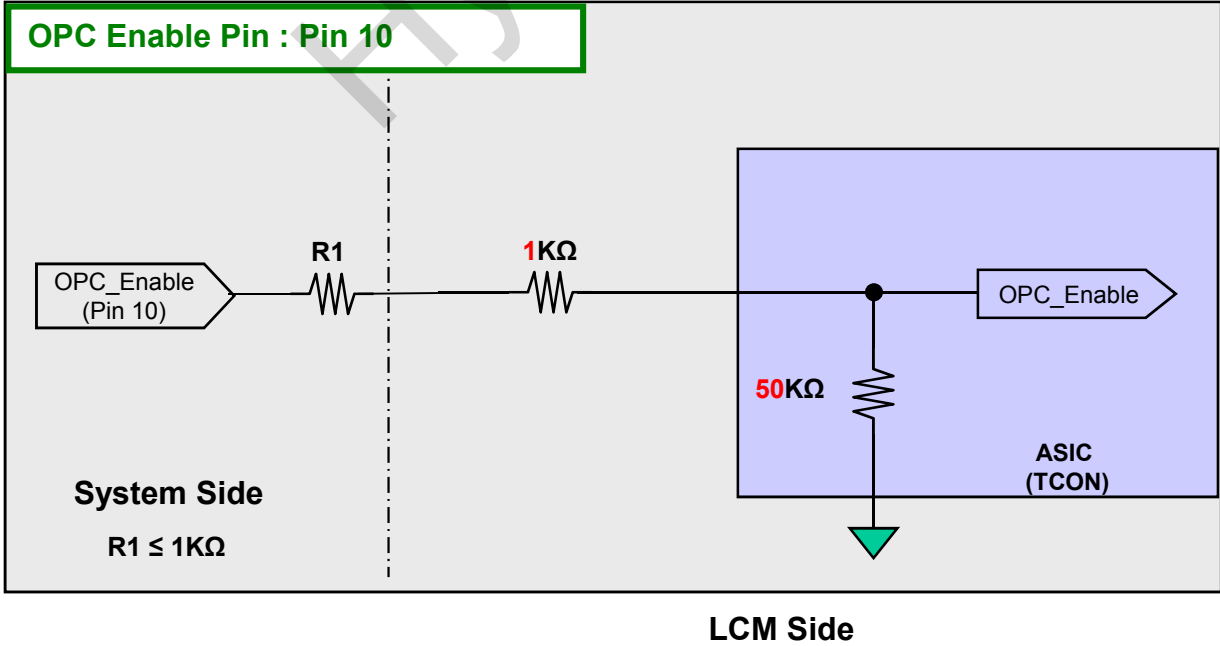 OPC Enable Pin : Pin 10
R1
1KΩ
OPC_Enable
(Pin 10)
OPC_Enable
50KΩ
ASIC
(TCON)
System Side
R1 ≤ 1KΩ
LCM Side